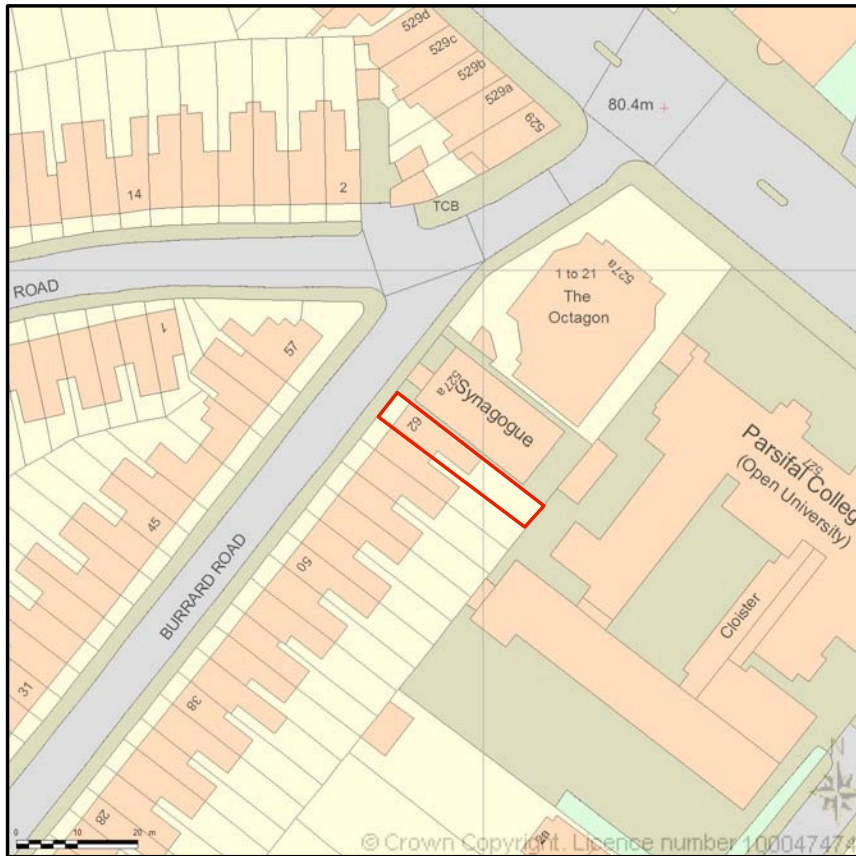 529d
529c
529b
529a
529
80.4m
14
2
TCB
ROAD
1 to 21
The
Octagon
527a
1
57
527a
Synagogue
62
Parsifal Colleg
527
(Open University)
45
50
BURRARD ROAD
Cloister
31
38
28
2a
N
0 10 20 m
© Crown Copyright. Licence number 100047474